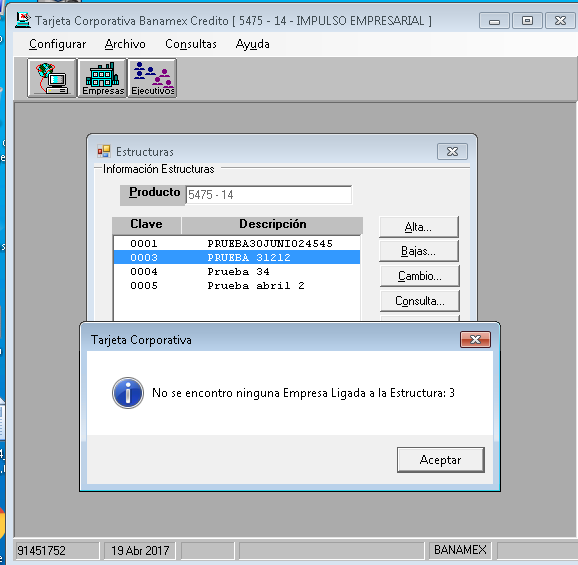 Tarjeta Corporativa Banamex Credito [ 5475 - 14 - IMPULSO EMPRESARIAL ]
Configurar Archivo Consultas Ayuda
Empresas Ejecutivos
Estructuras
Información Estructuras
Producto 5475 - 14
Clave Descripción
0001 PRUEBA30JUNIO24545
0003 PRUEBA 31212
0004 Prueba 34
0005 Prueba abril 2
Alta...
Bajas...
Cambio...
Consulta...
Tarjeta Corporativa
No se encontro ninguna Empresa Ligada a la Estructura: 3
Aceptar
91451752 19 Abr 2017 BANAMEX